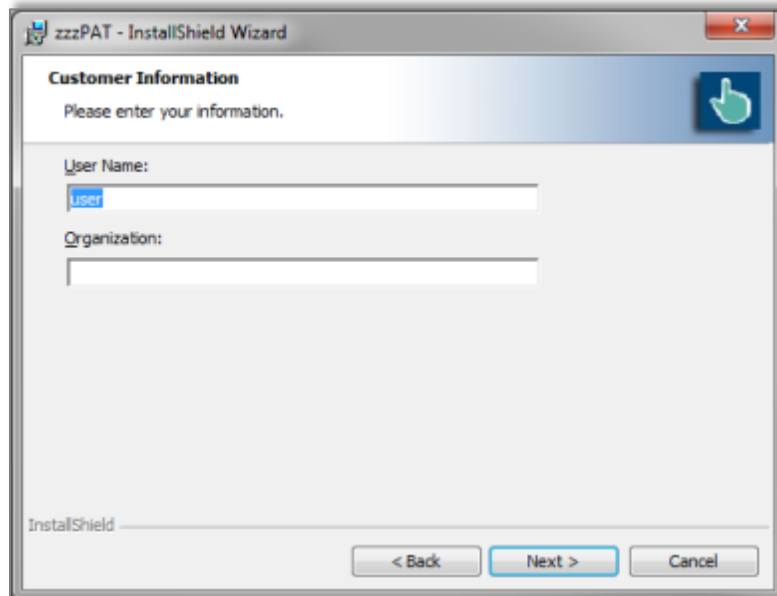 zzzPAT - InstallShield Wizard
Customer Information
Please enter your information.
User Name:
user
Organization:
InstallShield
< Back
Next >
Cancel